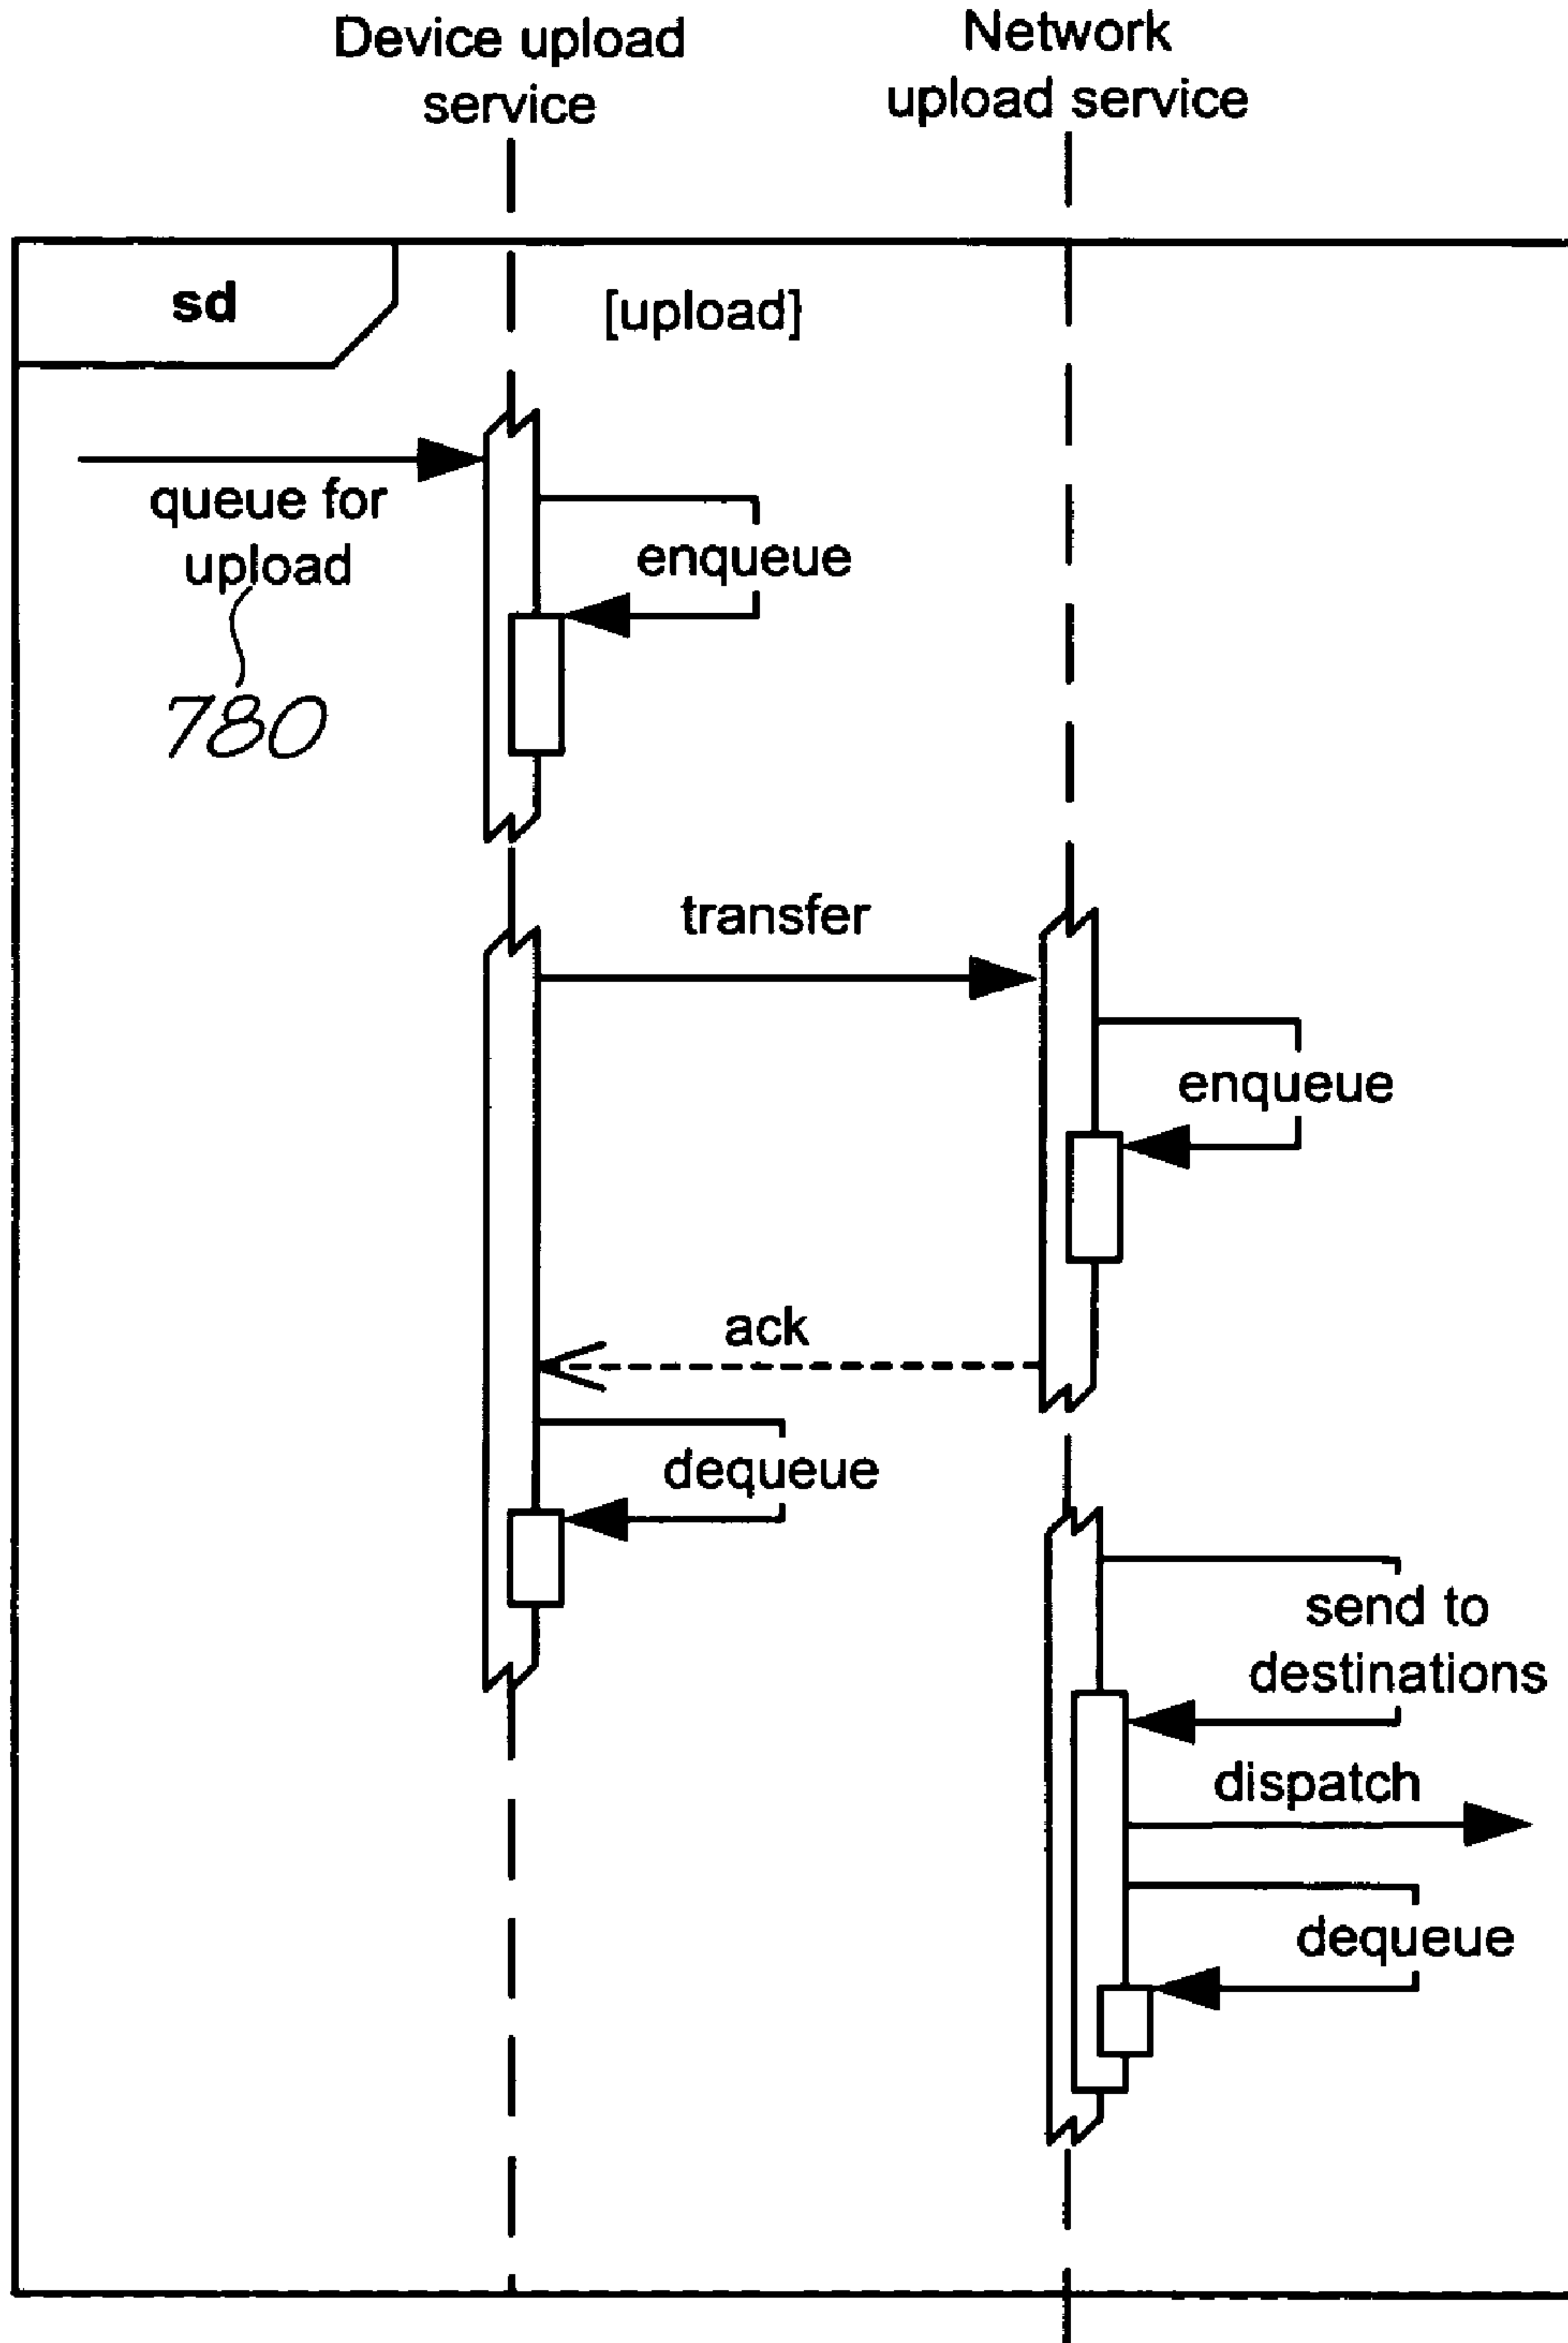 Device upload
service
Network
upload service
sd
[upload}
queue for
upload
780
enqueue
transfer
enqueue
ack
dequeue
send to
destinations
dispatch
dequeue